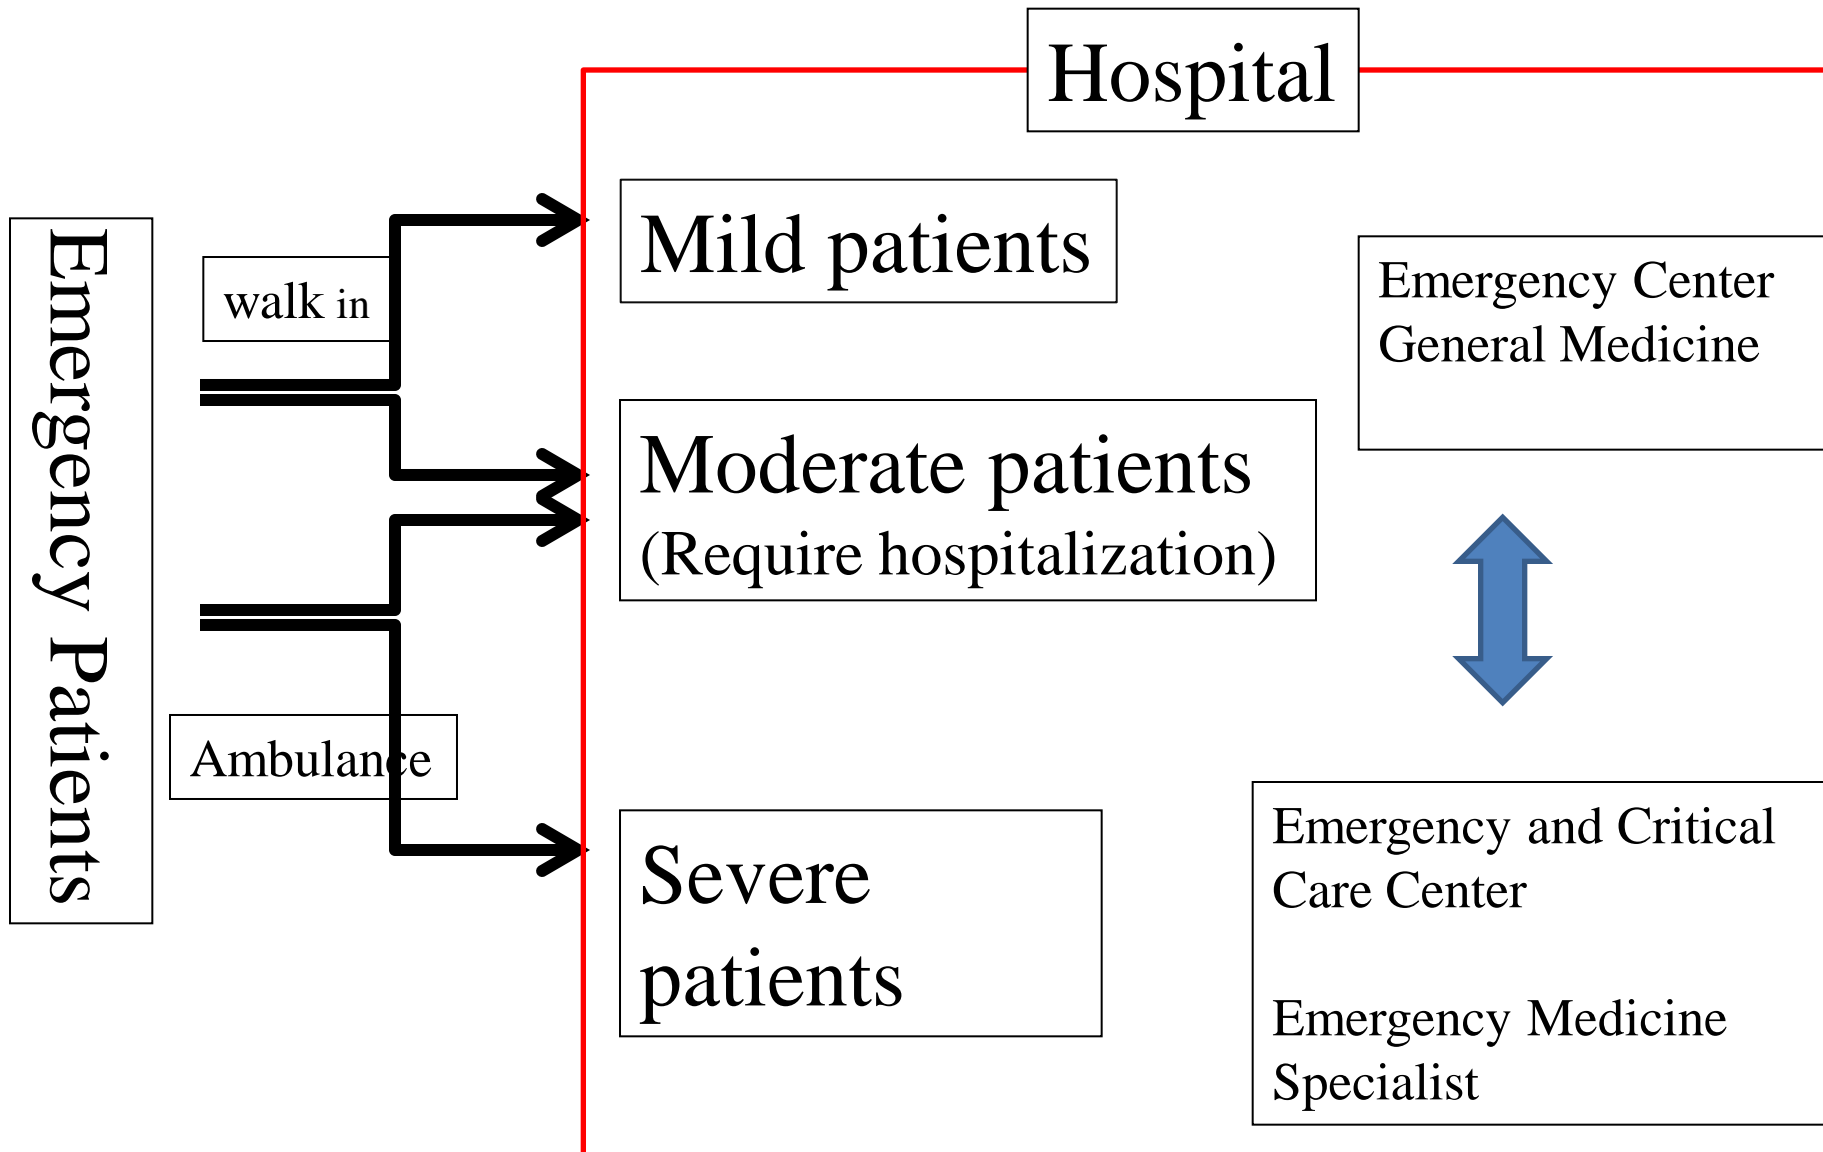 Hospital
Emergency Patients
walk in
Ambulance
Mild patients
Moderate patients
(Require hospitalization)
Severe
patients
Emergency Center
General Medicine
Emergency and Critical
Care Center
Emergency Medicine
Specialist